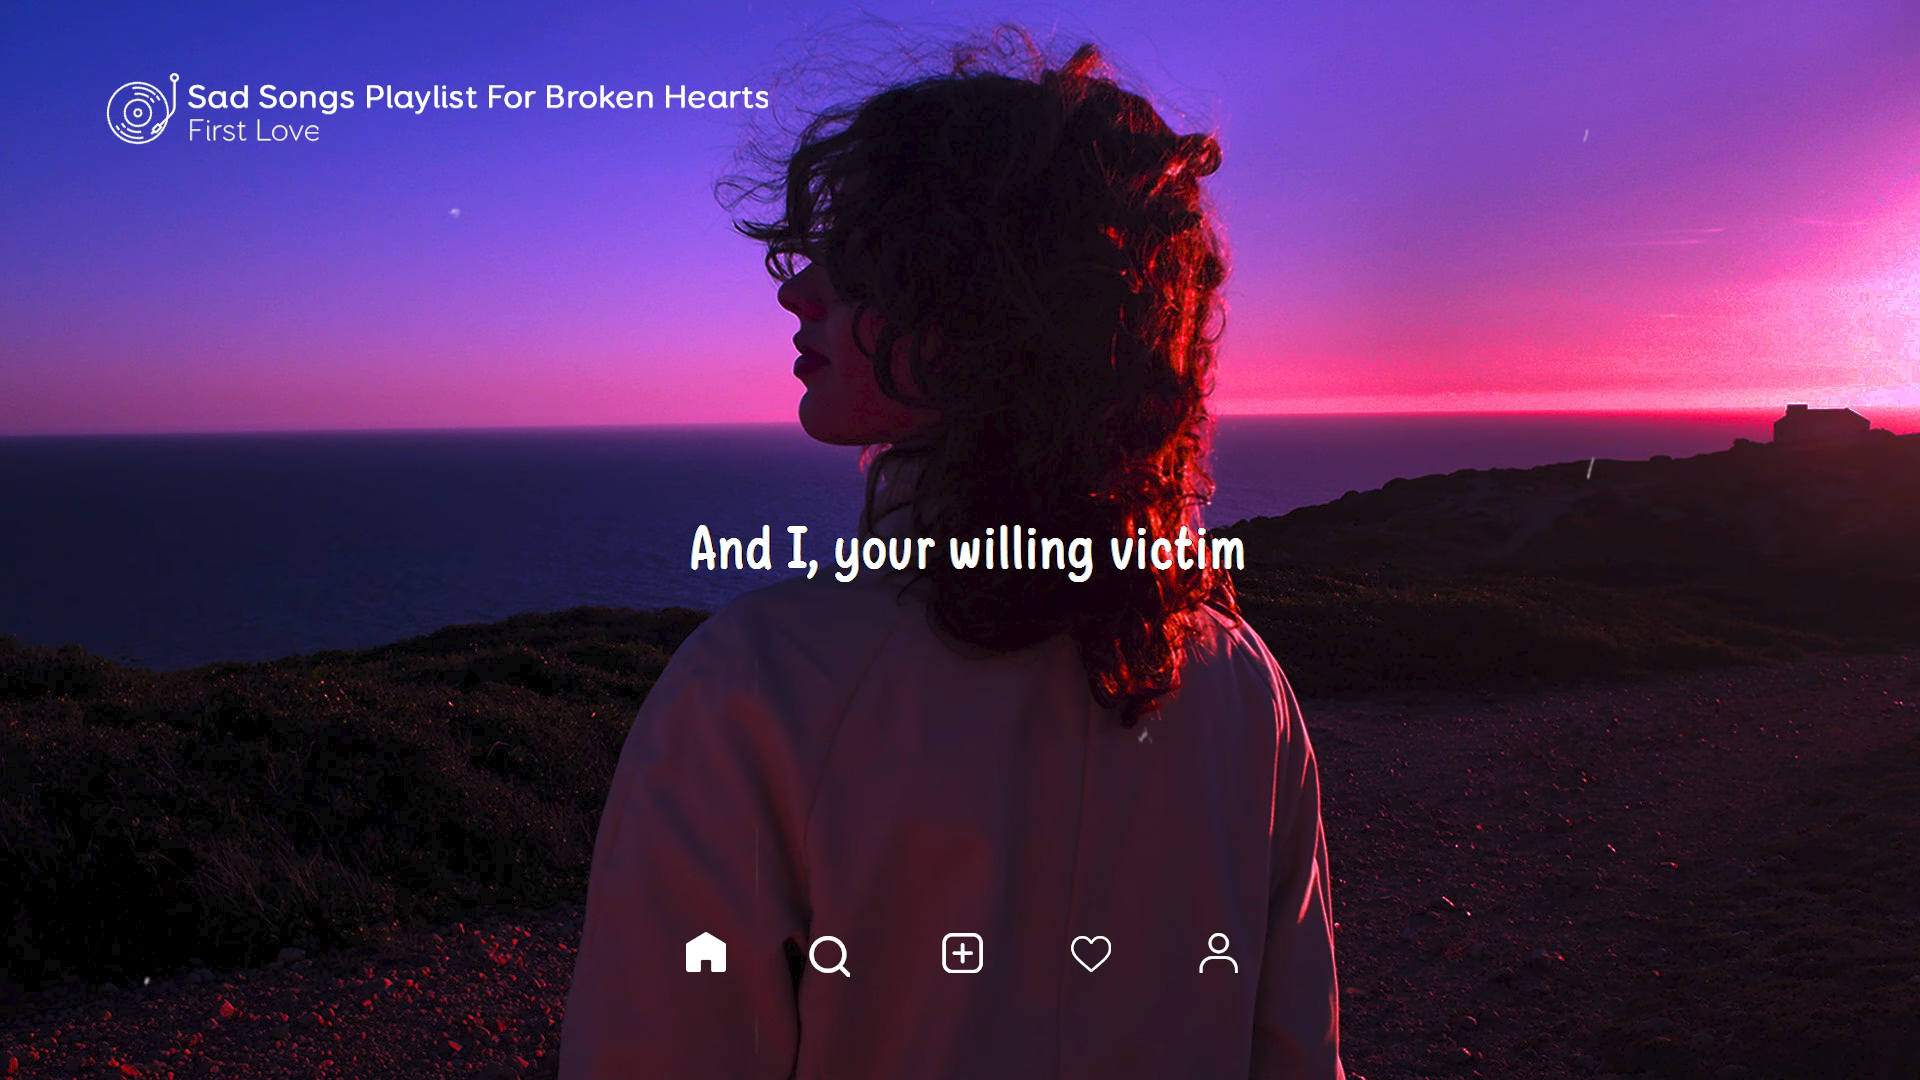 Sad Songs Playlist For Broken Hearts
First Love
And I, your willing victim